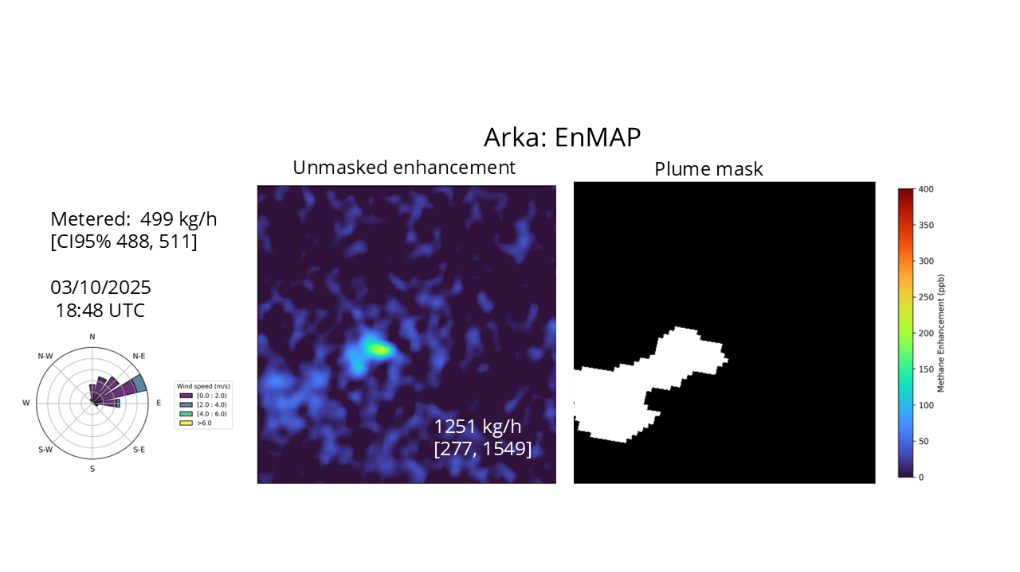 Arka: EnMAP
Unmasked enhancement
Plume mask
Metered: 499 kg/h
[CI95% 488, 511]
03/10/2025
18:48 UTC
N
N-W
N-E
W
E
S-W
S-E
S
Wind speed (m/s)
[0.0 : 2.0)
[2.0 : 4.0)
[4.0 : 6.0)
>6.0
1251 kg/h
[277, 1549]
400
350
300
250
200
150
100
50
0
Methane Enhancement (ppb)